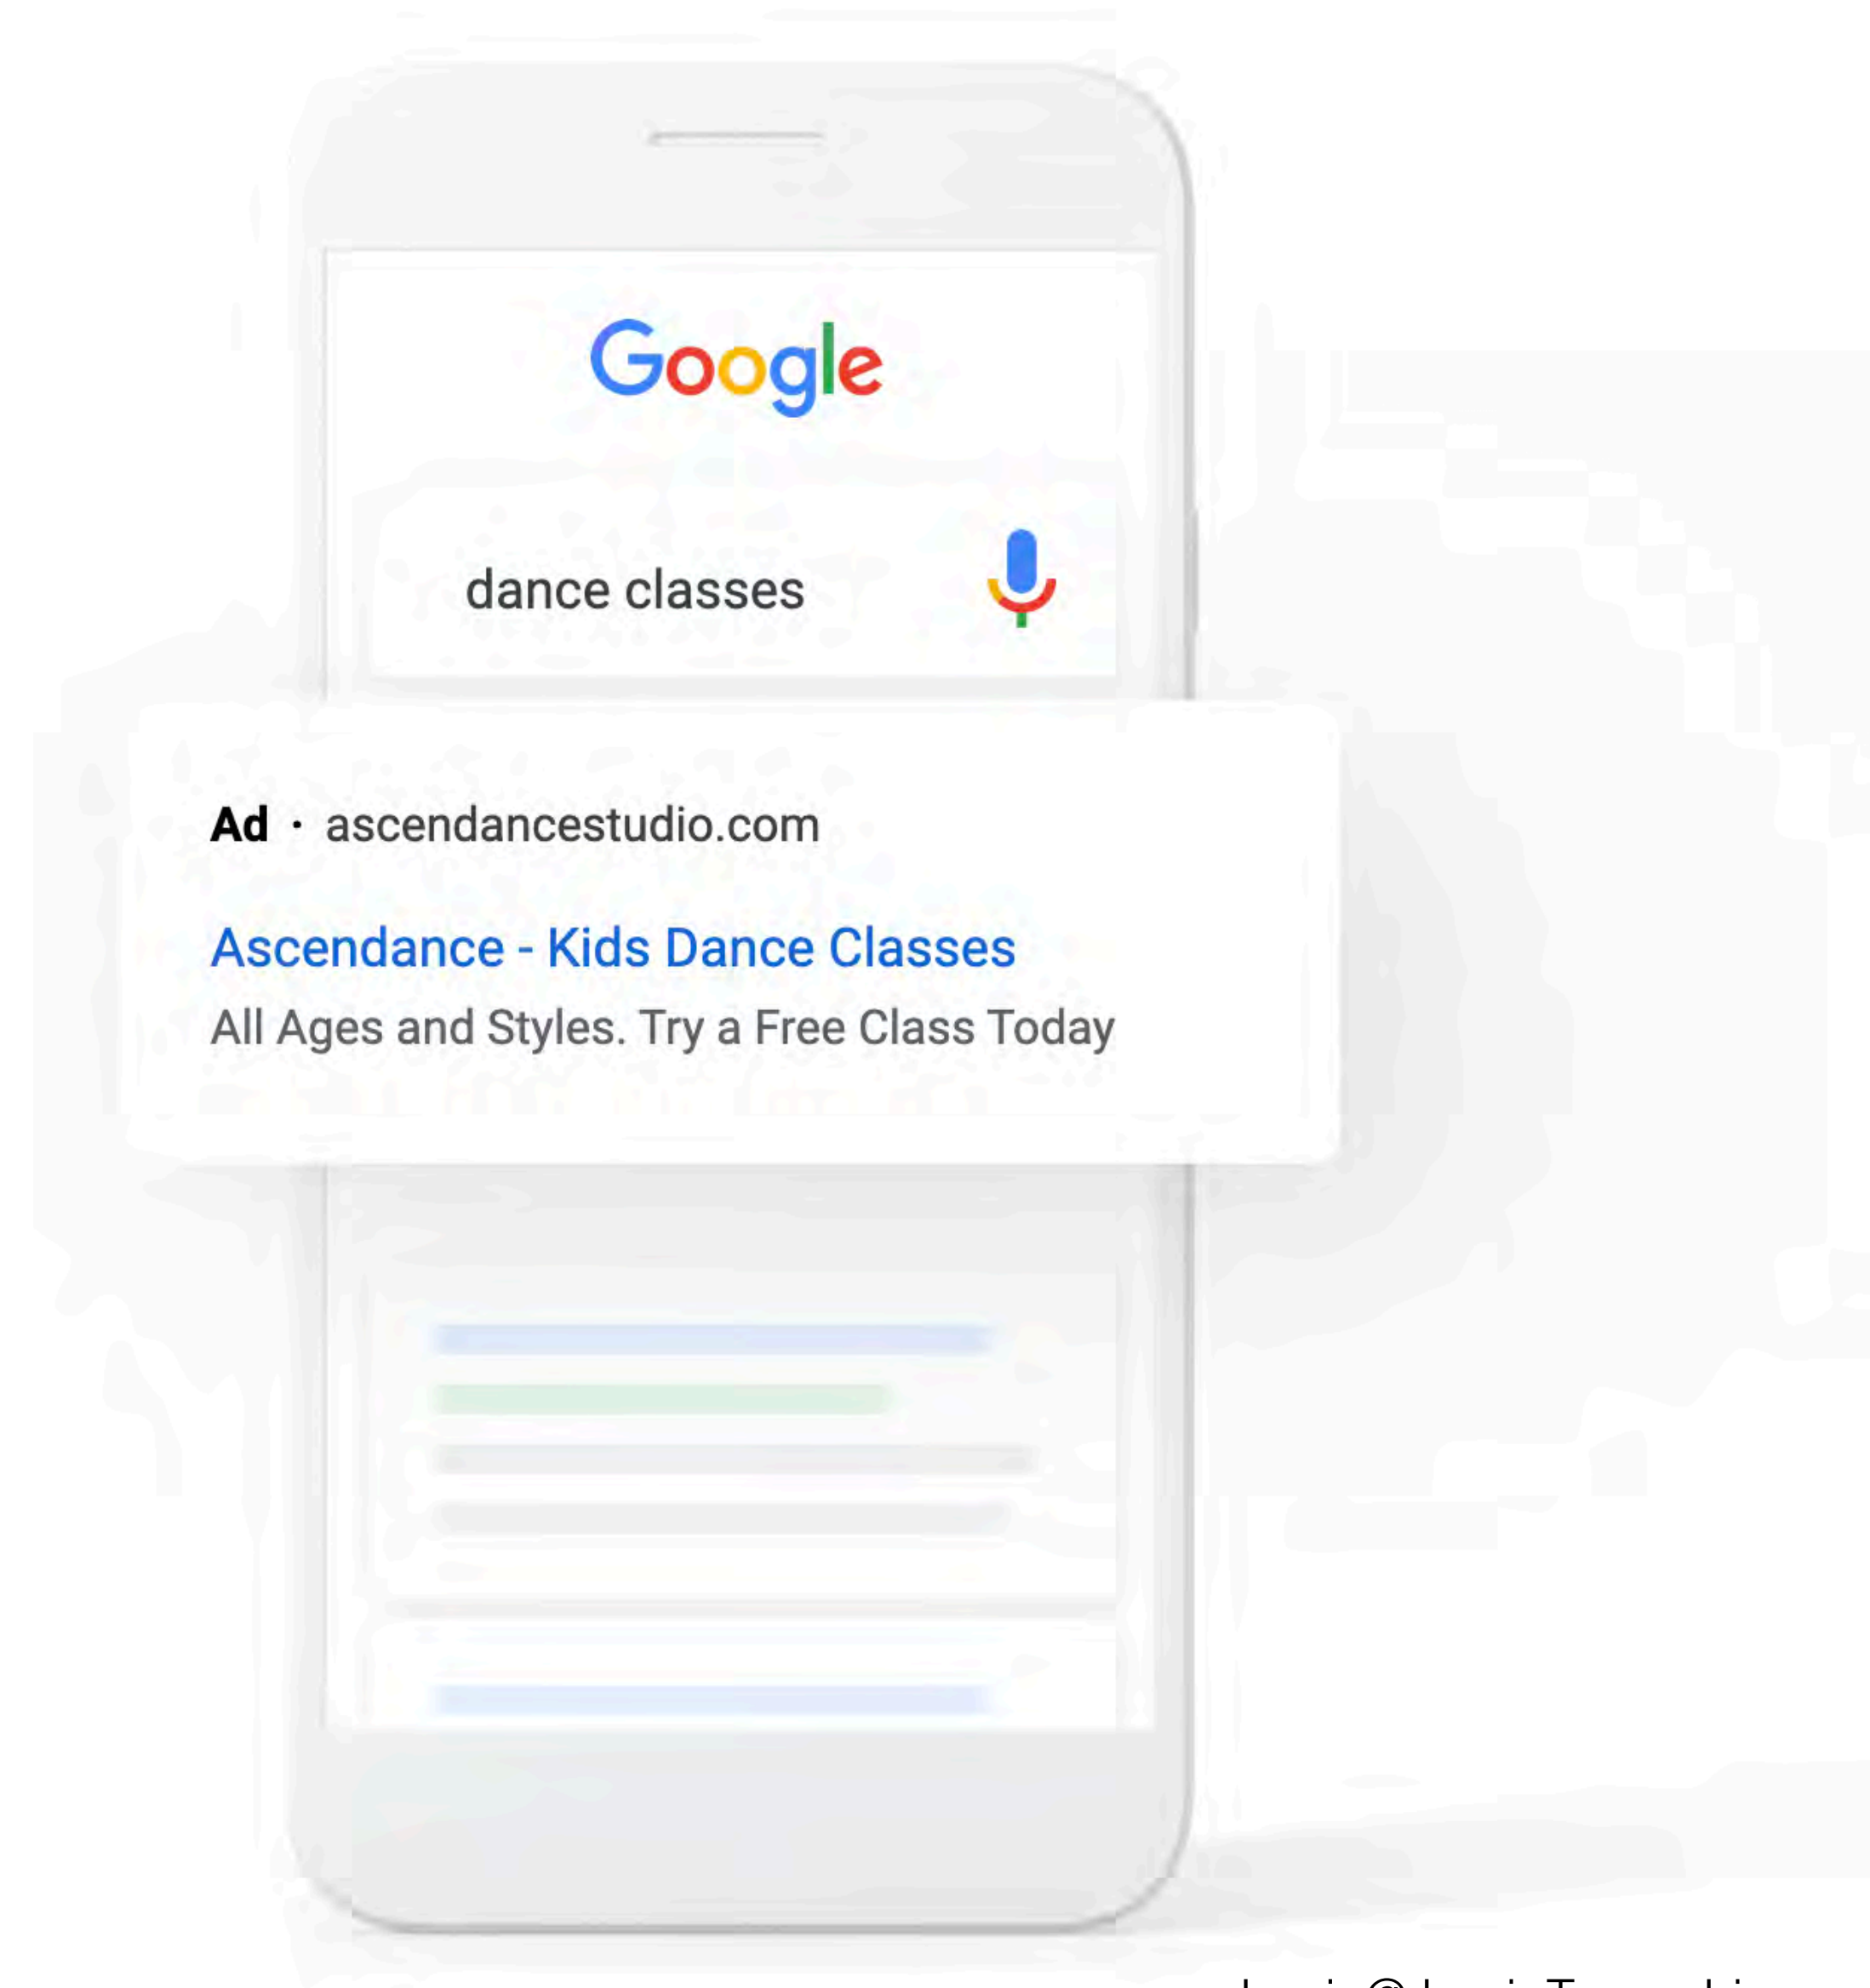 Google
dance classes
Ad · ascendancestudio.com
Ascendance - Kids Dance Classes
All Ages and Styles. Try a Free Class Today